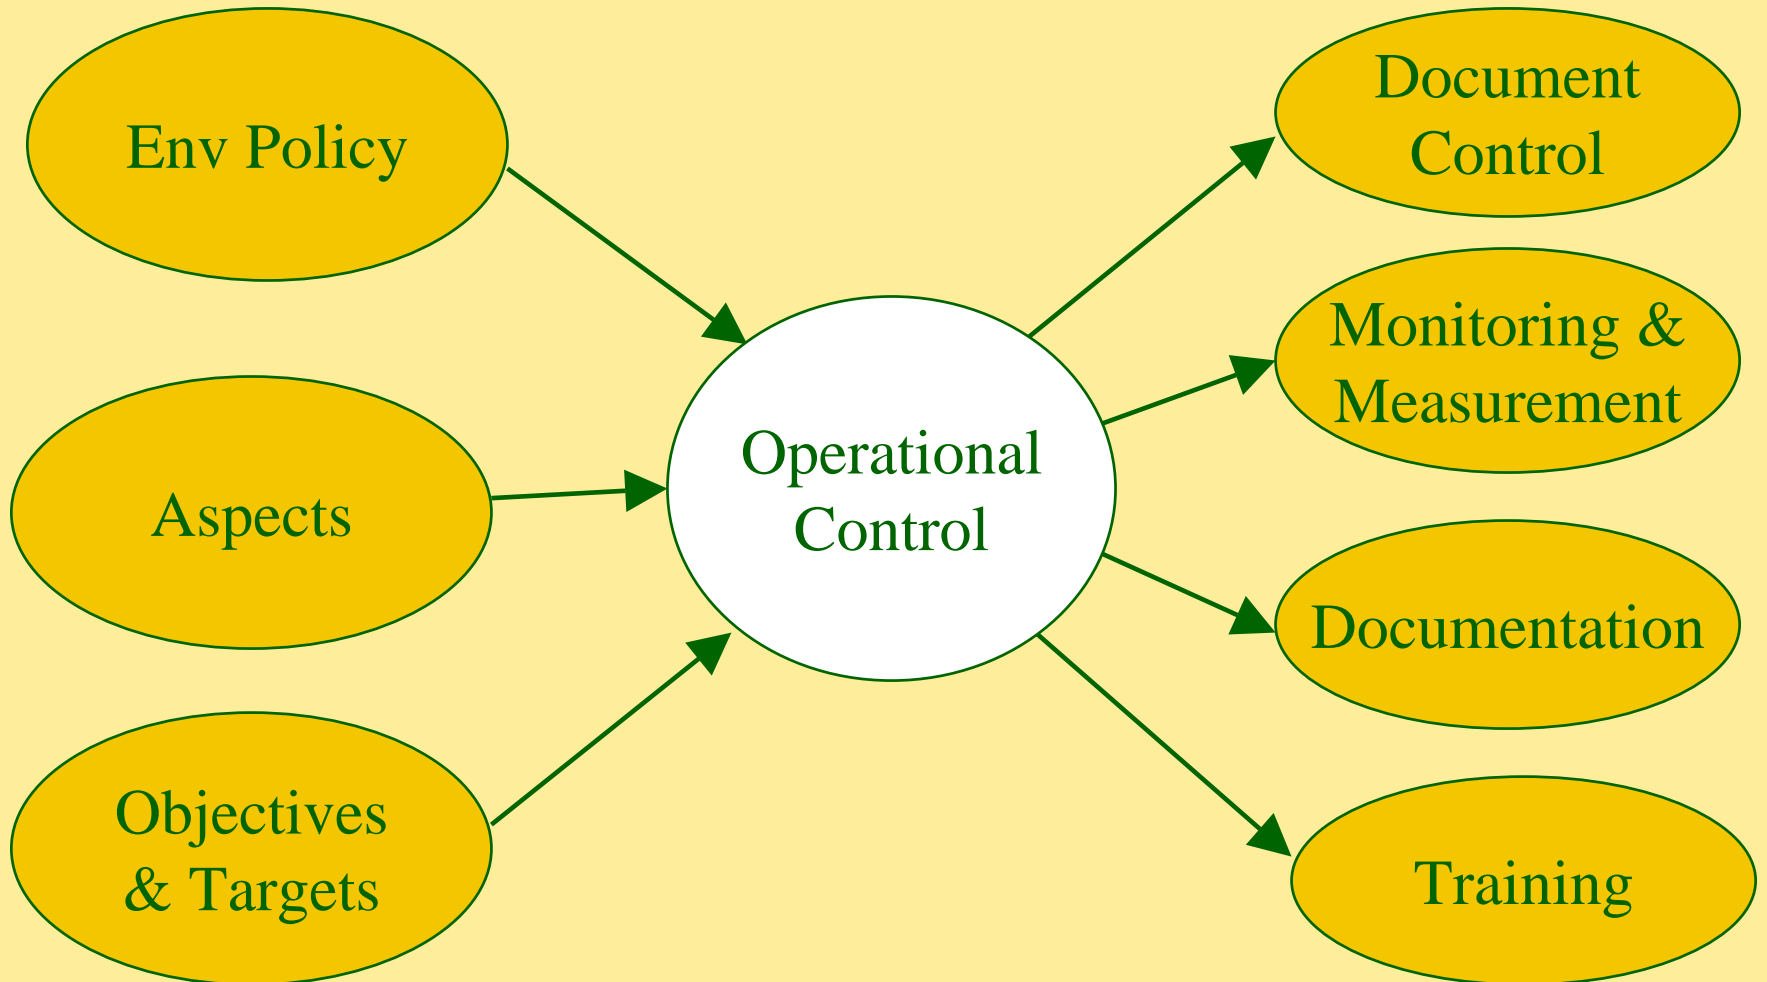 Env Policy
Aspects
Objectives
& Targets
Operational
Control
Document
Control
Monitoring &
Measurement
Documentation
Training